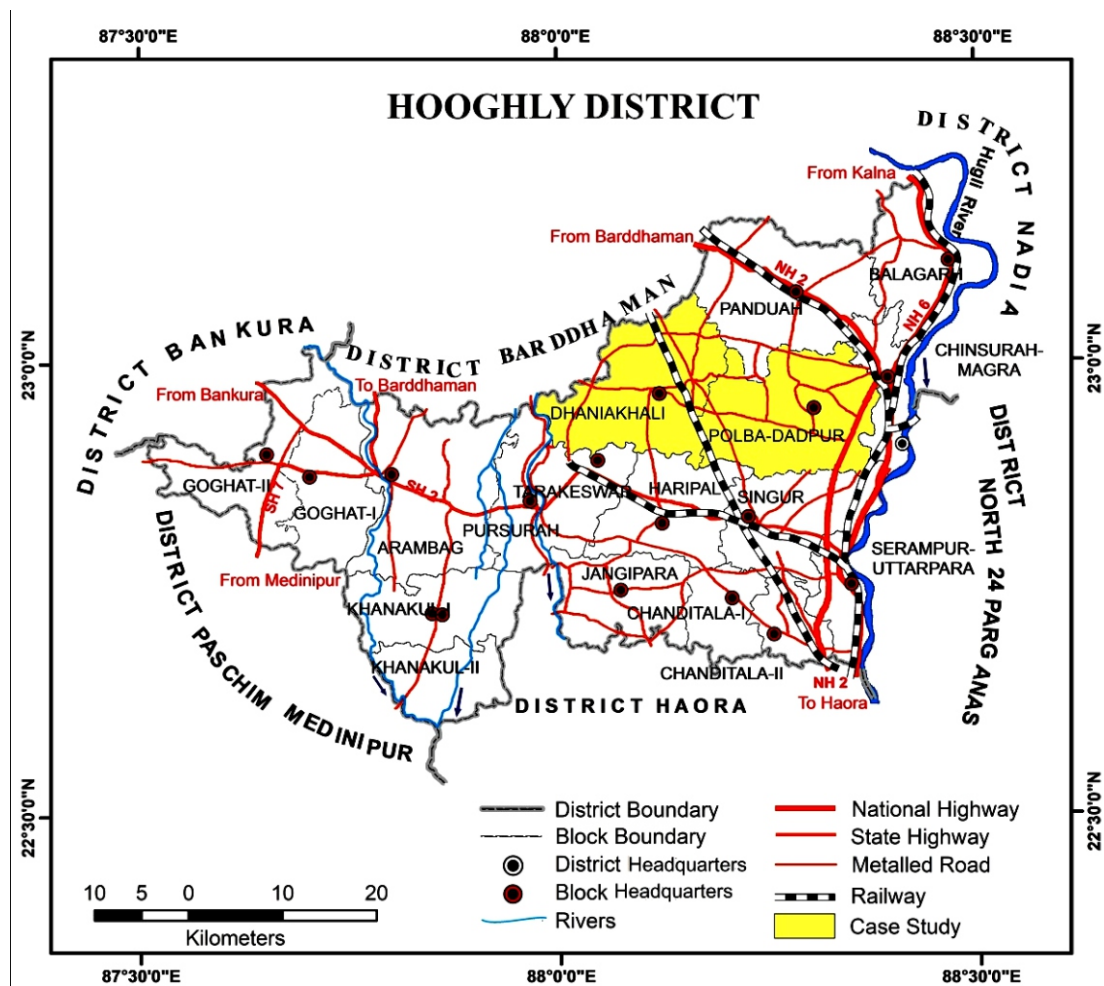 87°30'0"E
88°0'0"E
88°30'0"E
HOOGHLY DISTRICT
DISTRICT NADIA
Hugli River
From Kalna
From Barddhaman
NH 2
BALAGARH
PANDUAH
NH 6
DISTRICT BARDDHAMAN
DISTRICT BANKURA
23°0'0"N
23°0'0"N
CHINSURAH-
MAGRA
To Barddhaman
From Bankura
DHANIAKHALI
POLBA-DADPUR
DISTRICT
NORTH 24 PARGANAS
GOGHAT-II
SH 7
GOGHAT-I
SH 2
TARAKESWAR
HARIPAL
SINGUR
PURSURAH
ARAMBAG
SERAMPUR-
UTTARPARA
From Medinipur
JANGIPARA
KHANAKUL-I
CHANDITALA-I
KHANAKUL-II
CHANDITALA-II
DISTRICT PASCHIM MEDINIPUR
DISTRICT HAORA
NH 2
To Haora
22°30'0"N
22°30'0"N
District Boundary
Block Boundary
District Headquarters
Block Headquarters
Rivers
National Highway
State Highway
Metalled Road
Railway
Case Study
10 5 0 10 20
Kilometers
87°30'0"E
88°0'0"E
88°30'0"E